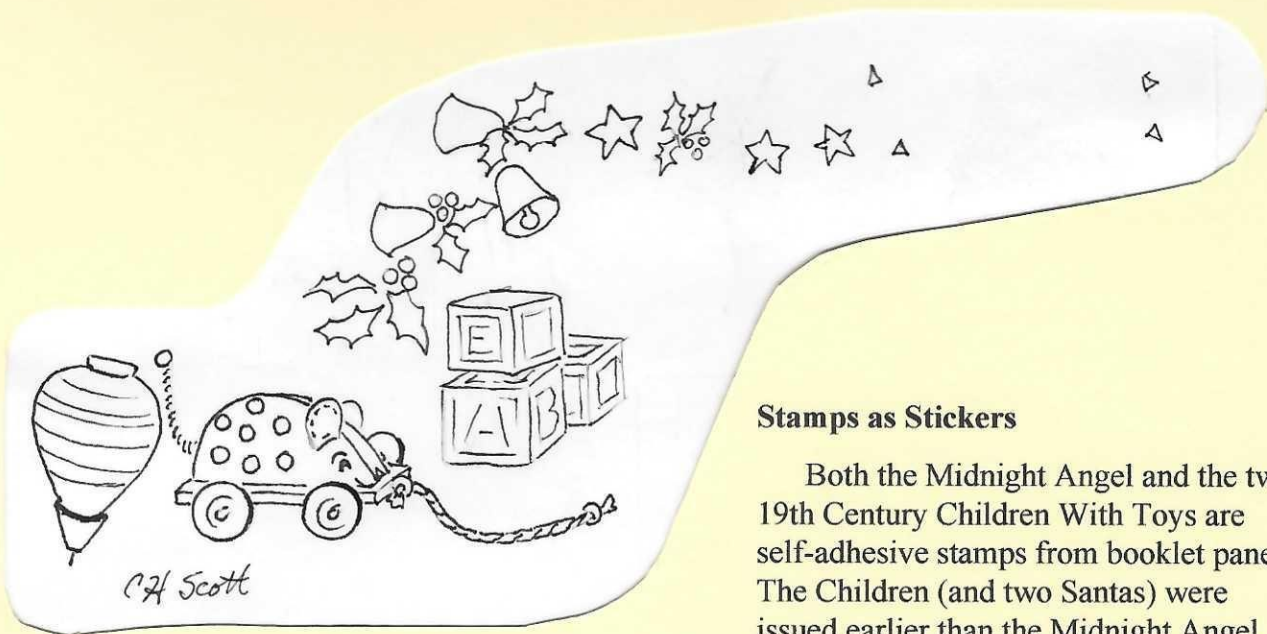 E
A B
CH Scott
Stamps as Stickers
Both the Midnight Angel and the tw
19th Century Children With Toys are
self-adhesive stamps from booklet pane
The Children (and two Santas) were
issued earlier than the Midnight Angel